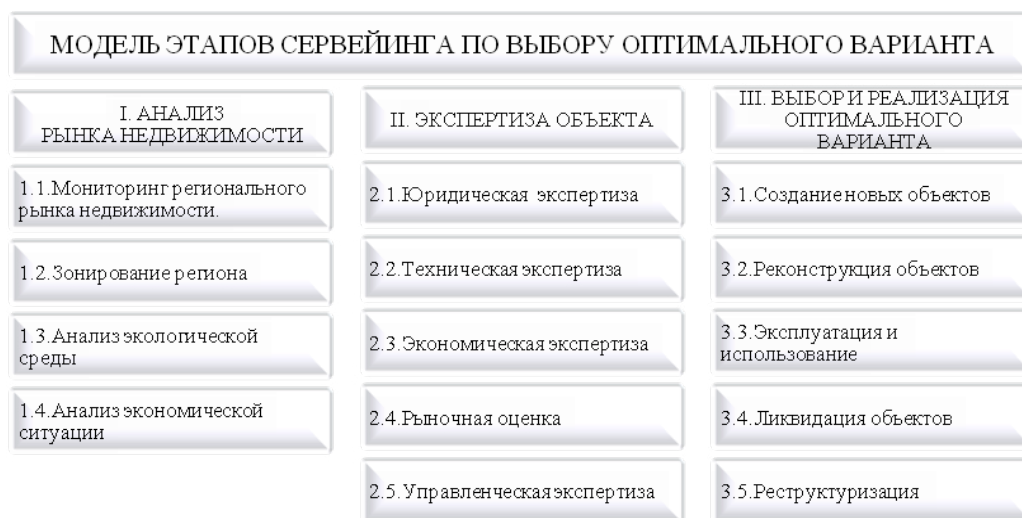 МОДЕЛЬ ЭТАПОВ СЕРВЕЙИНГА ПО ВЫБОРУ ОПТИМАЛЬНОГО ВАРИАНТА
I. АНАЛИЗ
РЫНКА НЕДВИЖИМОСТИ
1.1.Мониторинг регионального
рынка недвижимости.
1.2.Зонирование региона
1.3.Анализ экологической
среды
1.4.Анализ экономической
ситуации
II. ЭКСПЕРТИЗА ОБЪЕКТА
2.1.Юридическая экспертиза
2.2.Техническая экспертиза
2.3.Экономическая экспертиза
2.4.Рыночная оценка
2.5.Управленческая экспертиза
III. ВЫБОР И РЕАЛИЗАЦИЯ
ОПТИМАЛЬНОГО
ВАРИАНТА
3.1.Создание новых объектов
3.2.Реконструкция объектов
3.3.Эксплуатация и
использование
3.4.Ликвидация объектов
3.5.Реструктуризация